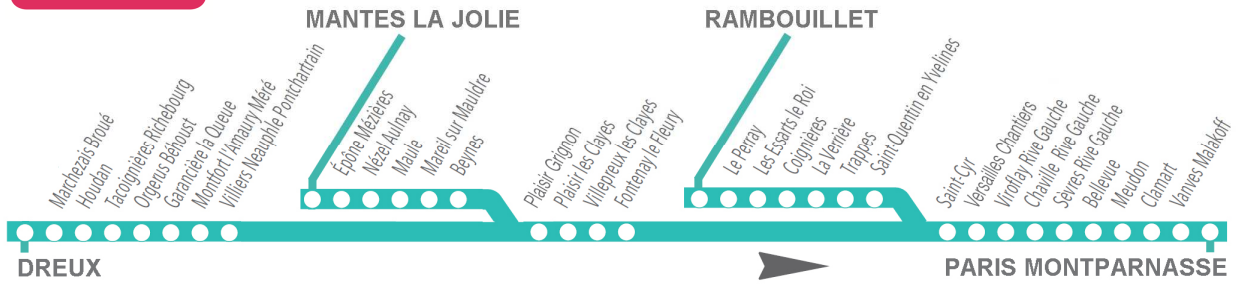 MANTES LA JOLIE
RAMBOUILLET
Marchezais Broué
Houdan
Tacoignières Richebourg
Orgerus Béhoust
Garancière la Queue
Montfort l'Amaury Méré
Villiers Neauphle Pontchartrain
Épône Mézières
Nézel Aulnay
Maule
Mareil sur Mauldre
Beynes
Plaisir Grignon
Plaisir les Clayes
Villepreux les Clayes
Fontenay le Fleury
Le Perray
Les Essarts le Roi
Coignières
La Verrière
Trappes
Saint Quentin en Yvelines
Saint-Cyr
Versailles Chantiers
Viroflay Rive Gauche
Chaville Rive Gauche
Sèvres Rive Gauche
Bellevue
Meudon
Clamart
Vanves Malakoff
DREUX
PARIS MONTPARNASSE